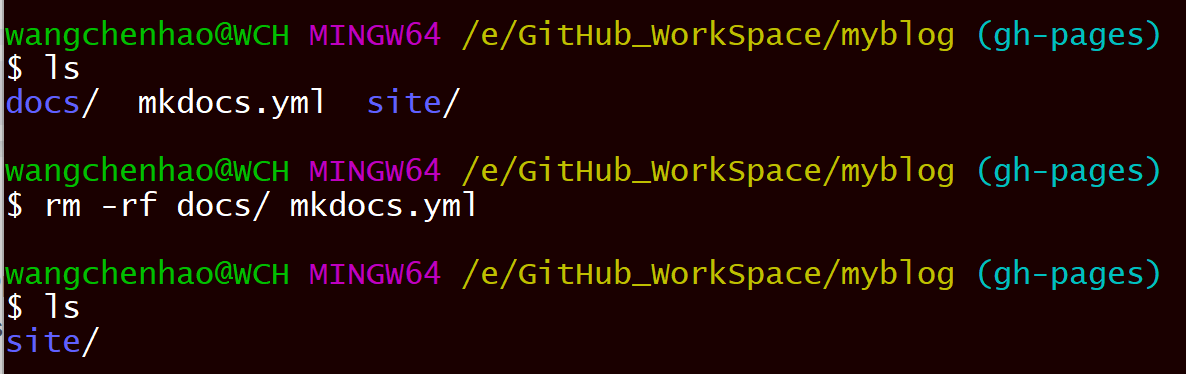 wangchenhao@WCH MINGW64 /e/GitHub_WorkSpace/myblog (gh-pages)
$ ls
docs/  mkdocs.yml  site/
wangchenhao@WCH MINGW64 /e/GitHub_WorkSpace/myblog (gh-pages)
$ rm -rf docs/ mkdocs.yml
wangchenhao@WCH MINGW64 /e/GitHub_WorkSpace/myblog (gh-pages)
$ ls
site/